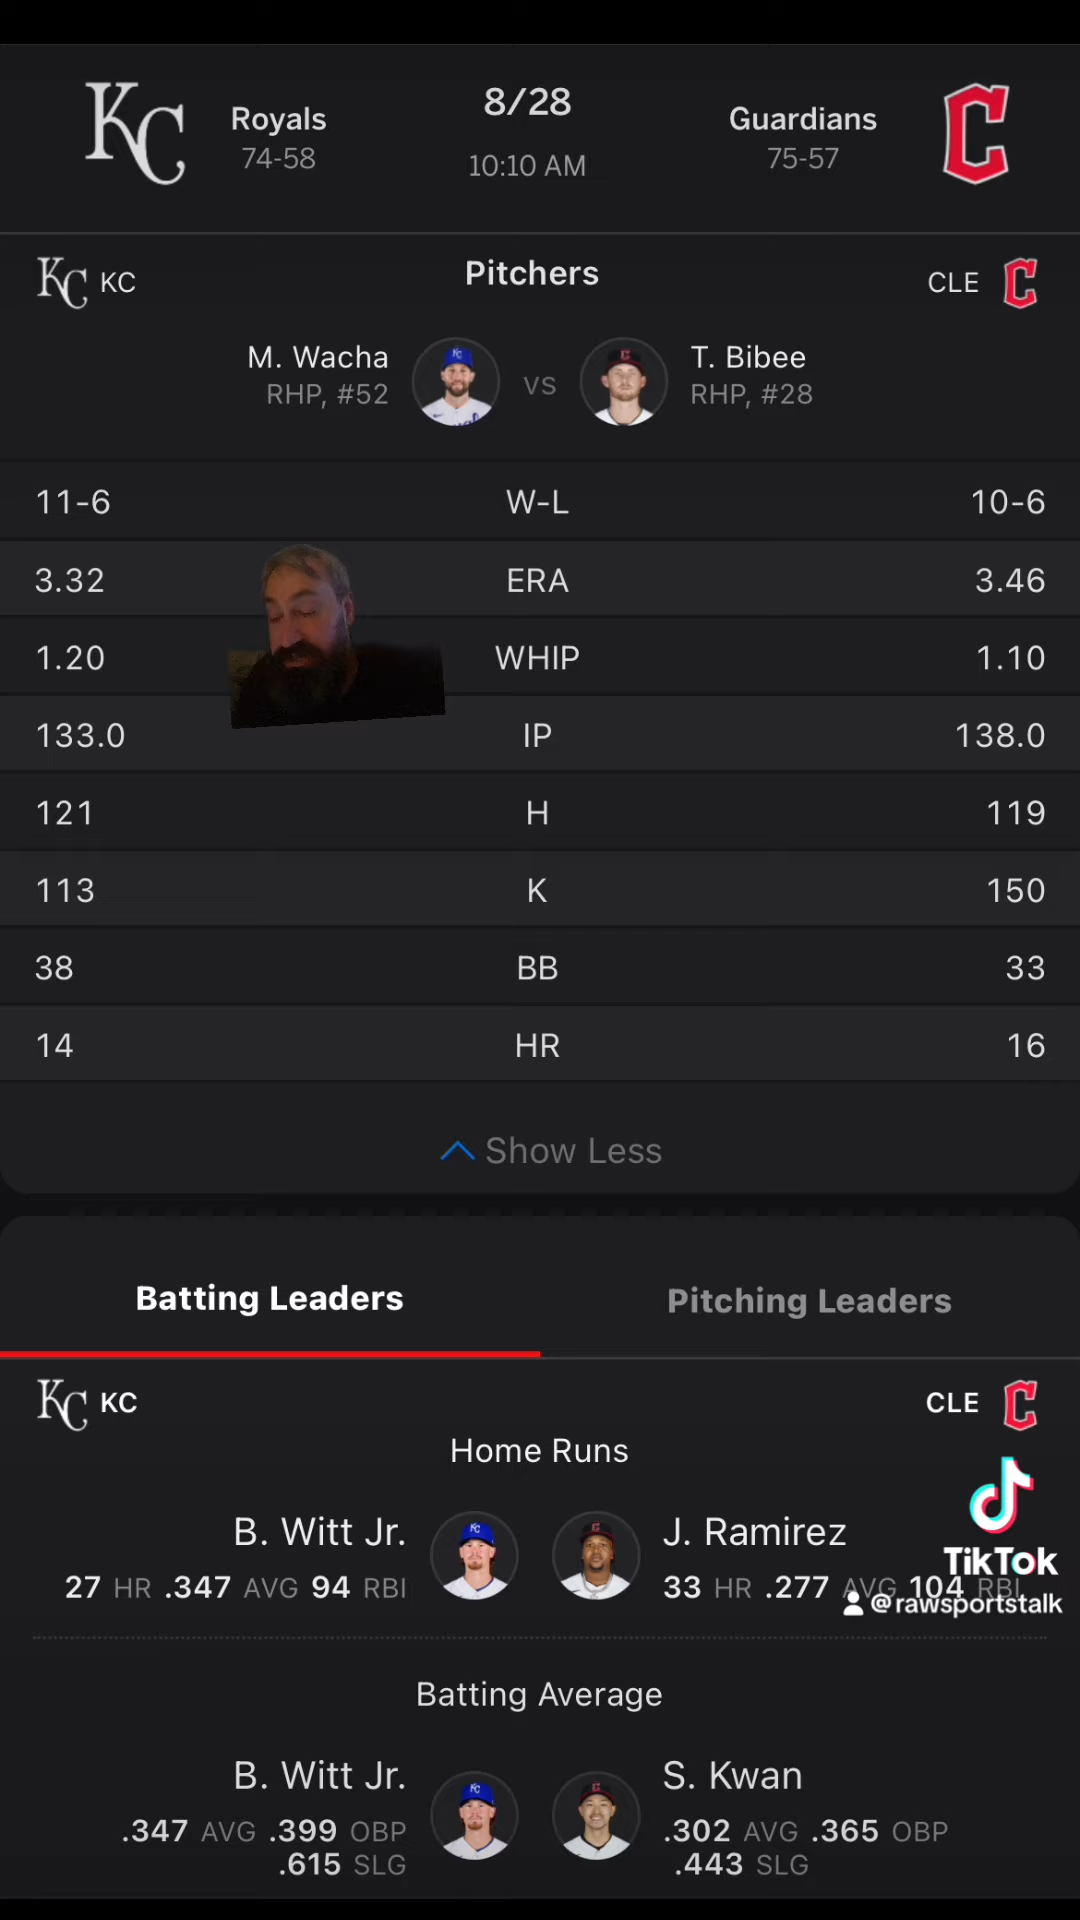 KC Royals 8/28 Guardians C
74-58 10:10 AM 75-57
KC KC Pitchers CLE C
M. Wacha vs T. Bibee
RHP, #52 RHP, #28
11-6 W-L 10-6
3.32 ERA 3.46
1.20 WHIP 1.10
133.0 IP 138.0
121 H 119
113 K 150
38 BB 33
14 HR 16
Show Less
Batting Leaders Pitching Leaders
KC KC CLE C
Home Runs
B. Witt Jr. J. Ramirez
27 HR .347 AVG 94 RBI 33 HR .277 AVG 104 RBI
TikTok
@rawsportstalk
Batting Average
B. Witt Jr. S. Kwan
.347 AVG .399 OBP .302 AVG .365 OBP
.615 SLG .443 SLG